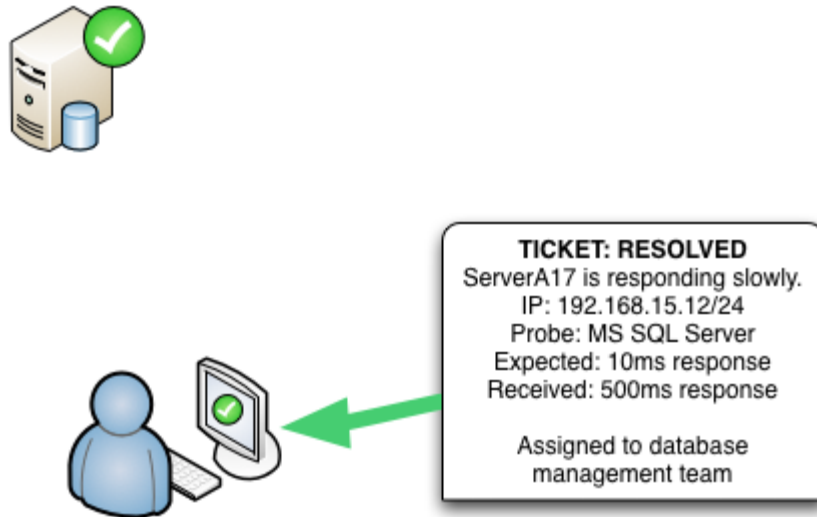 TICKET: RESOLVED
ServerA17 is responding slowly.
IP: 192.168.15.12/24
Probe: MS SQL Server
Expected: 10ms response
Received: 500ms response
Assigned to database
management team